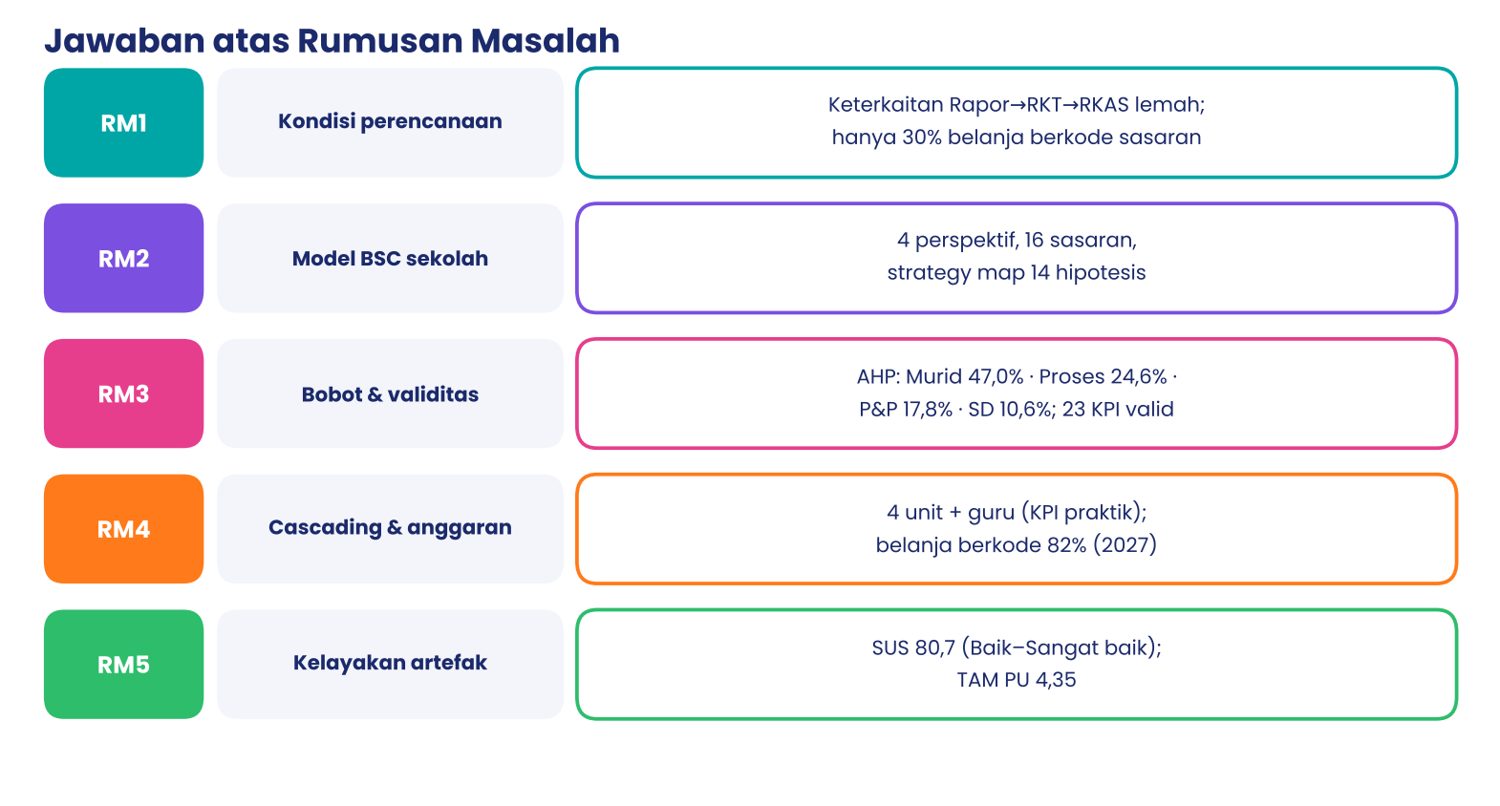 Jawaban atas Rumusan Masalah
RM1
Kondisi perencanaan
Keterkaitan Rapor→RKT→RKAS lemah;
hanya 30% belanja berkode sasaran
RM2
Model BSC sekolah
4 perspektif, 16 sasaran,
strategy map 14 hipotesis
RM3
Bobot & validitas
AHP: Murid 47,0% · Proses 24,6% ·
P&P 17,8% · SD 10,6%; 23 KPI valid
RM4
Cascading & anggaran
4 unit + guru (KPI praktik);
belanja berkode 82% (2027)
RM5
Kelayakan artefak
SUS 80,7 (Baik–Sangat baik);
TAM PU 4,35